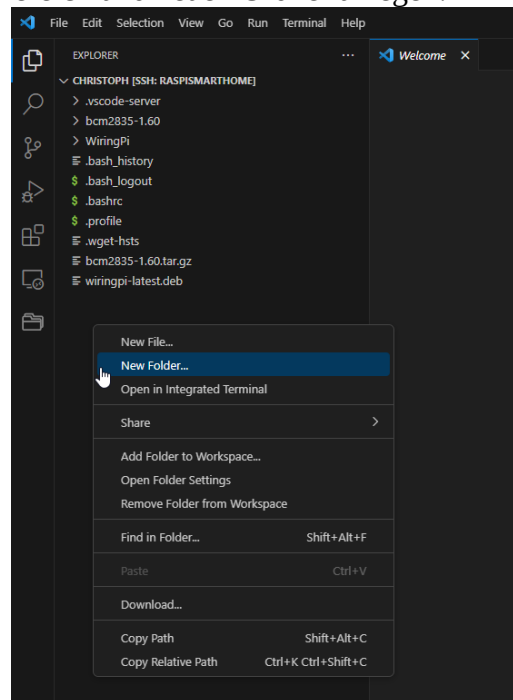 File Edit Selection View Go Run Terminal Help
EXPLORER
Welcome
CHRISTOPH [SSH: RASPISMARTHOME]
.vscode-server
bcm2835-1.60
WiringPi
.bash_history
$ .bash_logout
$ .bashrc
$ .profile
.wget-hsts
bcm2835-1.60.tar.gz
wiringpi-latest.deb
New File...
New Folder...
Open in Integrated Terminal
Share
Add Folder to Workspace...
Open Folder Settings
Remove Folder from Workspace
Find in Folder... Shift+Alt+F
Paste Ctrl+V
Download...
Copy Path Shift+Alt+C
Copy Relative Path Ctrl+K Ctrl+Shift+C